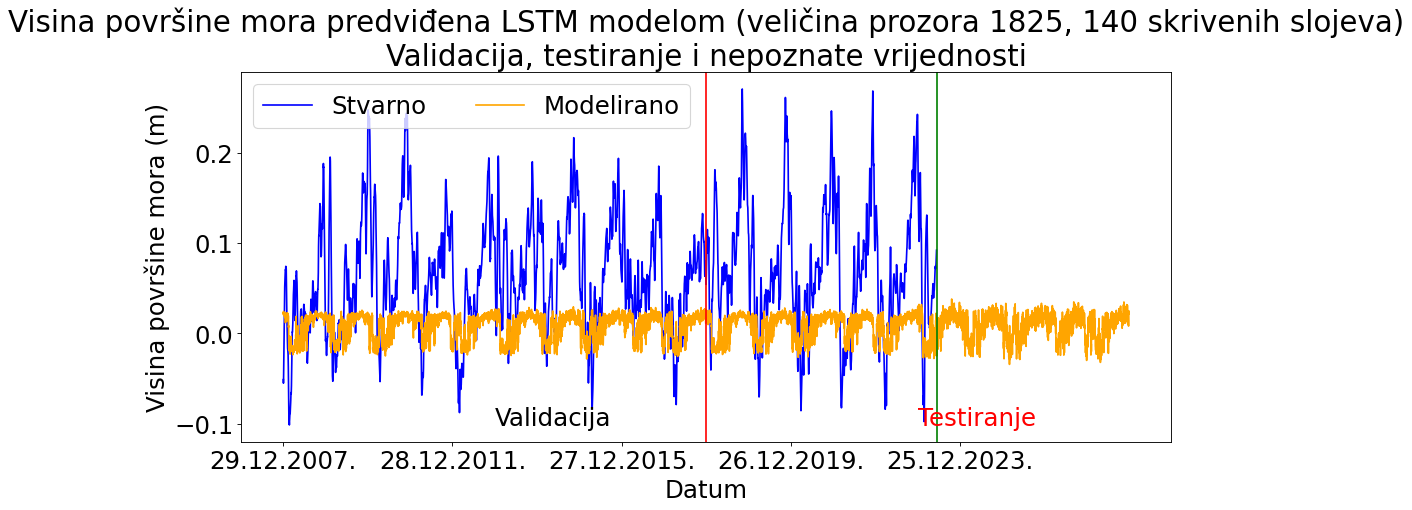 Visina površine mora predviđena LSTM modelom (veličina prozora 1825, 140 skrivenih slojeva)
Validacija, testiranje i nepoznate vrijednosti
Stvarno Modelirano
Visina površine mora (m)
0.2
0.1
0.0
−0.1
Validacija
Testiranje
29.12.2007. 28.12.2011. 27.12.2015. 26.12.2019. 25.12.2023.
Datum